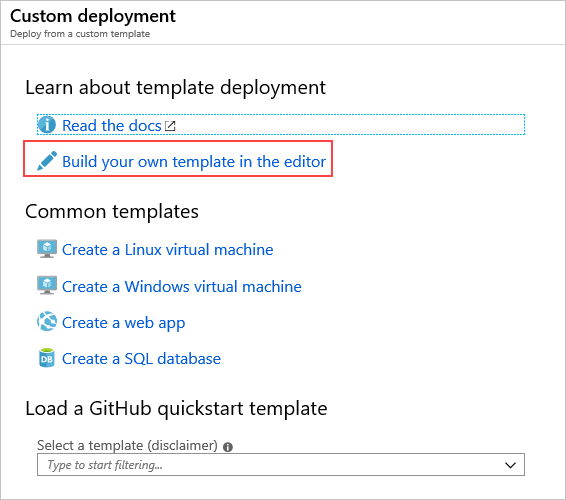 Custom deployment
Deploy from a custom template
Learn about template deployment
Read the docs
Build your own template in the editor
Common templates
Create a Linux virtual machine
Create a Windows virtual machine
Create a web app
DB
Create a SQL database
Load a GitHub quickstart template
Select a template (disclaimer)
Type to start filtering...